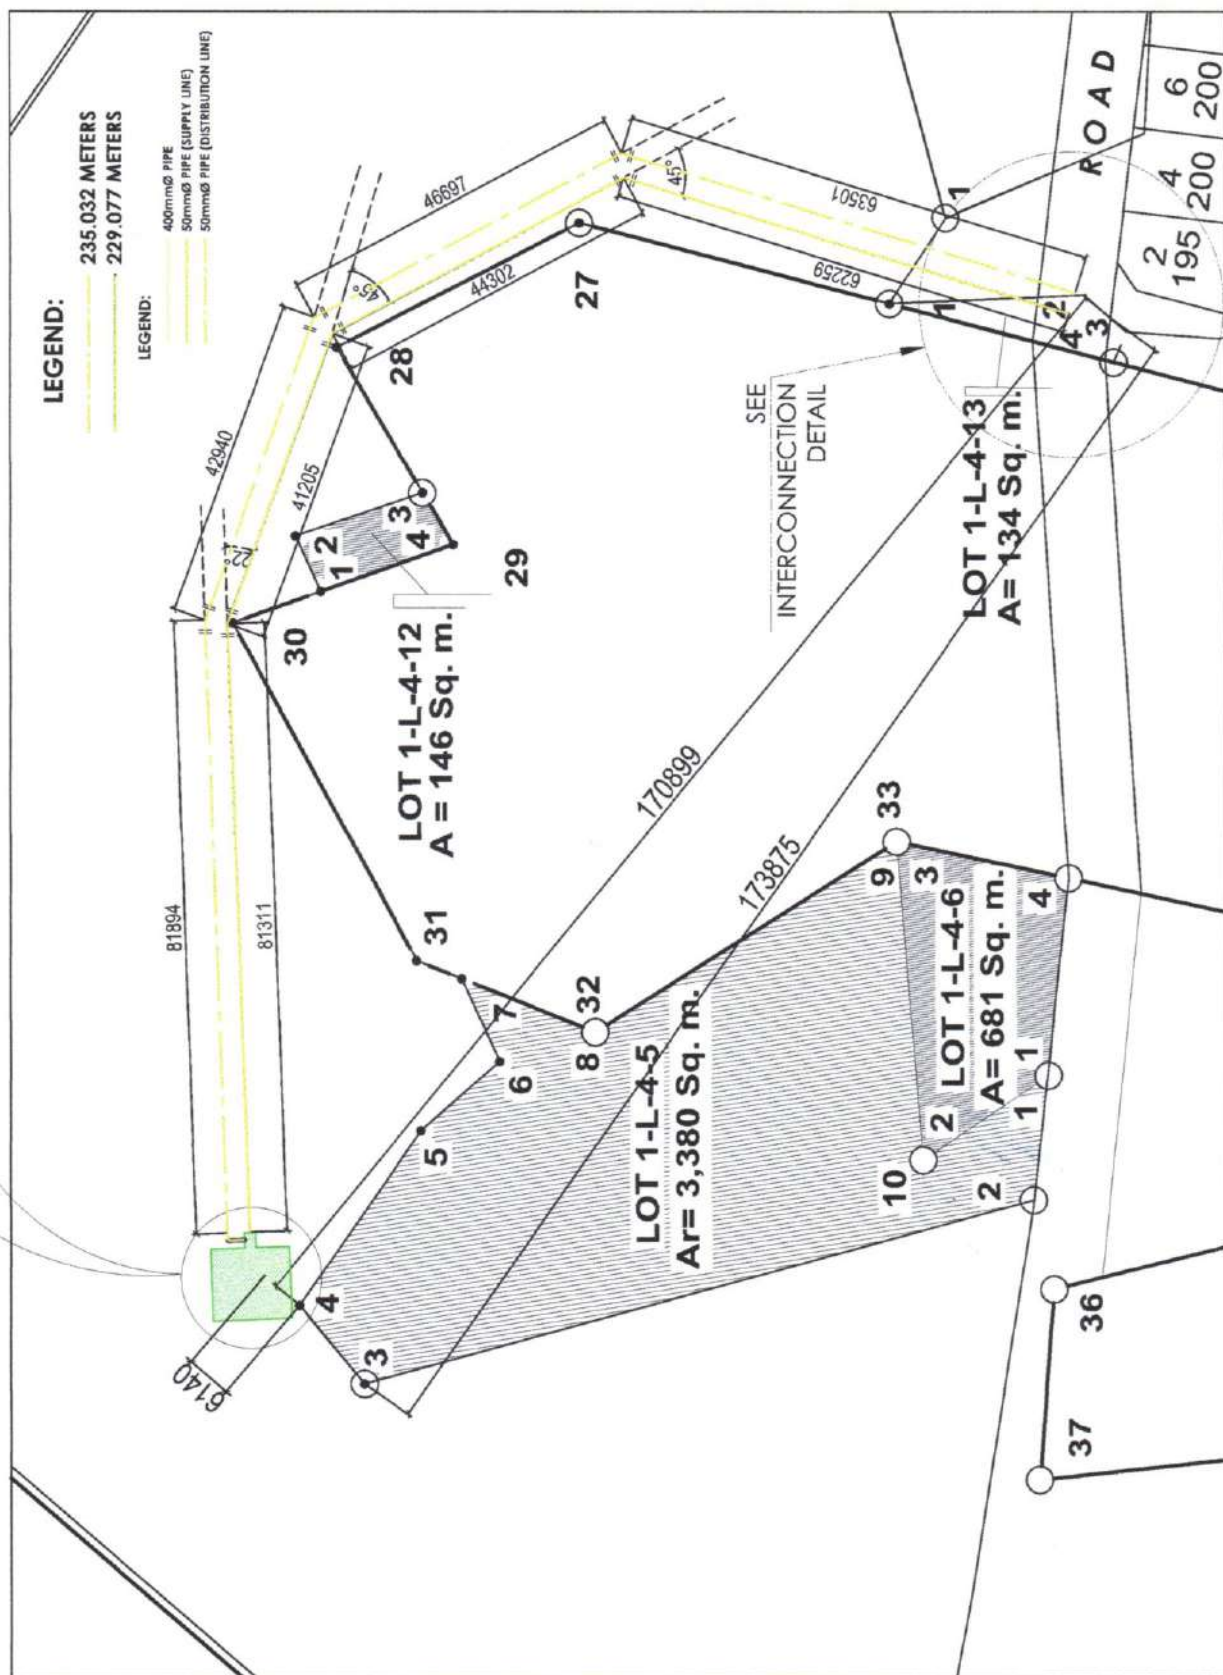 LEGEND:
235.032 METERS
229.077 METERS
LEGEND:
400mmØ PIPE
50mmØ PIPE (SUPPLY LINE)
50mmØ PIPE (DISTRIBUTION LINE)
81894
81311
42940
41205
22°
46697
44302
45°
63501
62259
45°
6140
170899
173875
30
31
28
27
29
1
2
3
4
LOT 1-L-4-12
A = 146 Sq. m.
SEE
INTERCONNECTION
DETAIL
LOT 1-L-4-13
A= 134 Sq. m.
1
1
2
4
3
ROAD
2
195
4
200
6
200
4
3
5
6
7
8
32
9
33
LOT 1-L-4-5
Ar= 3,380 Sq. m.
3
2
LOT 1-L-4-6
A= 681 Sq. m.
10
4
1
1
2
36
37